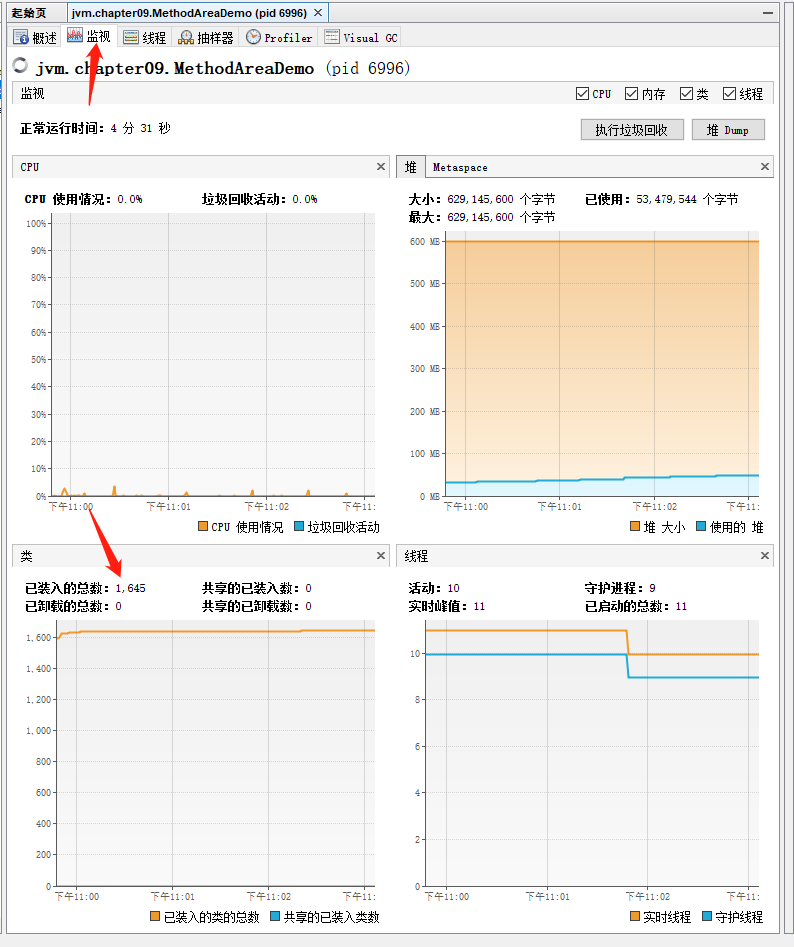 起始页 jvm.chapter09.MethodAreaDemo (pid 6996)
概述 监视 线程 抽样器 Profiler Visual GC
jvm.chapter09.MethodAreaDemo (pid 6996)
监视 CPU 内存 类 线程
正常运行时间: 4 分 31 秒 执行垃圾回收 堆 Dump
CPU
CPU 使用情况: 0.0% 垃圾回收活动: 0.0%
100%
90%
80%
70%
60%
50%
40%
30%
20%
10%
0%
下午11:00 下午11:01 下午11:02 下午11:
CPU 使用情况 垃圾回收活动
堆 Metaspace
大小: 629,145,600 个字节 已使用: 53,479,544 个字节
最大: 629,145,600 个字节
600 MB
500 MB
400 MB
300 MB
200 MB
100 MB
0 MB
下午11:00 下午11:01 下午11:02 下午11:
堆 大小 使用的 堆
类
已装入的总数: 1,645 共享的已装入数: 0
已卸载的总数: 0 共享的已卸载数: 0
1,600
1,400
1,200
1,000
800
600
400
200
0
下午11:00 下午11:01 下午11:02 下午11:
已装入的类的总数 共享的已装入类数
线程
活动: 10 守护进程: 9
实时峰值: 11 已启动的总数: 11
10
8
6
4
2
0
下午11:00 下午11:01 下午11:02 下午11:
实时线程 守护线程